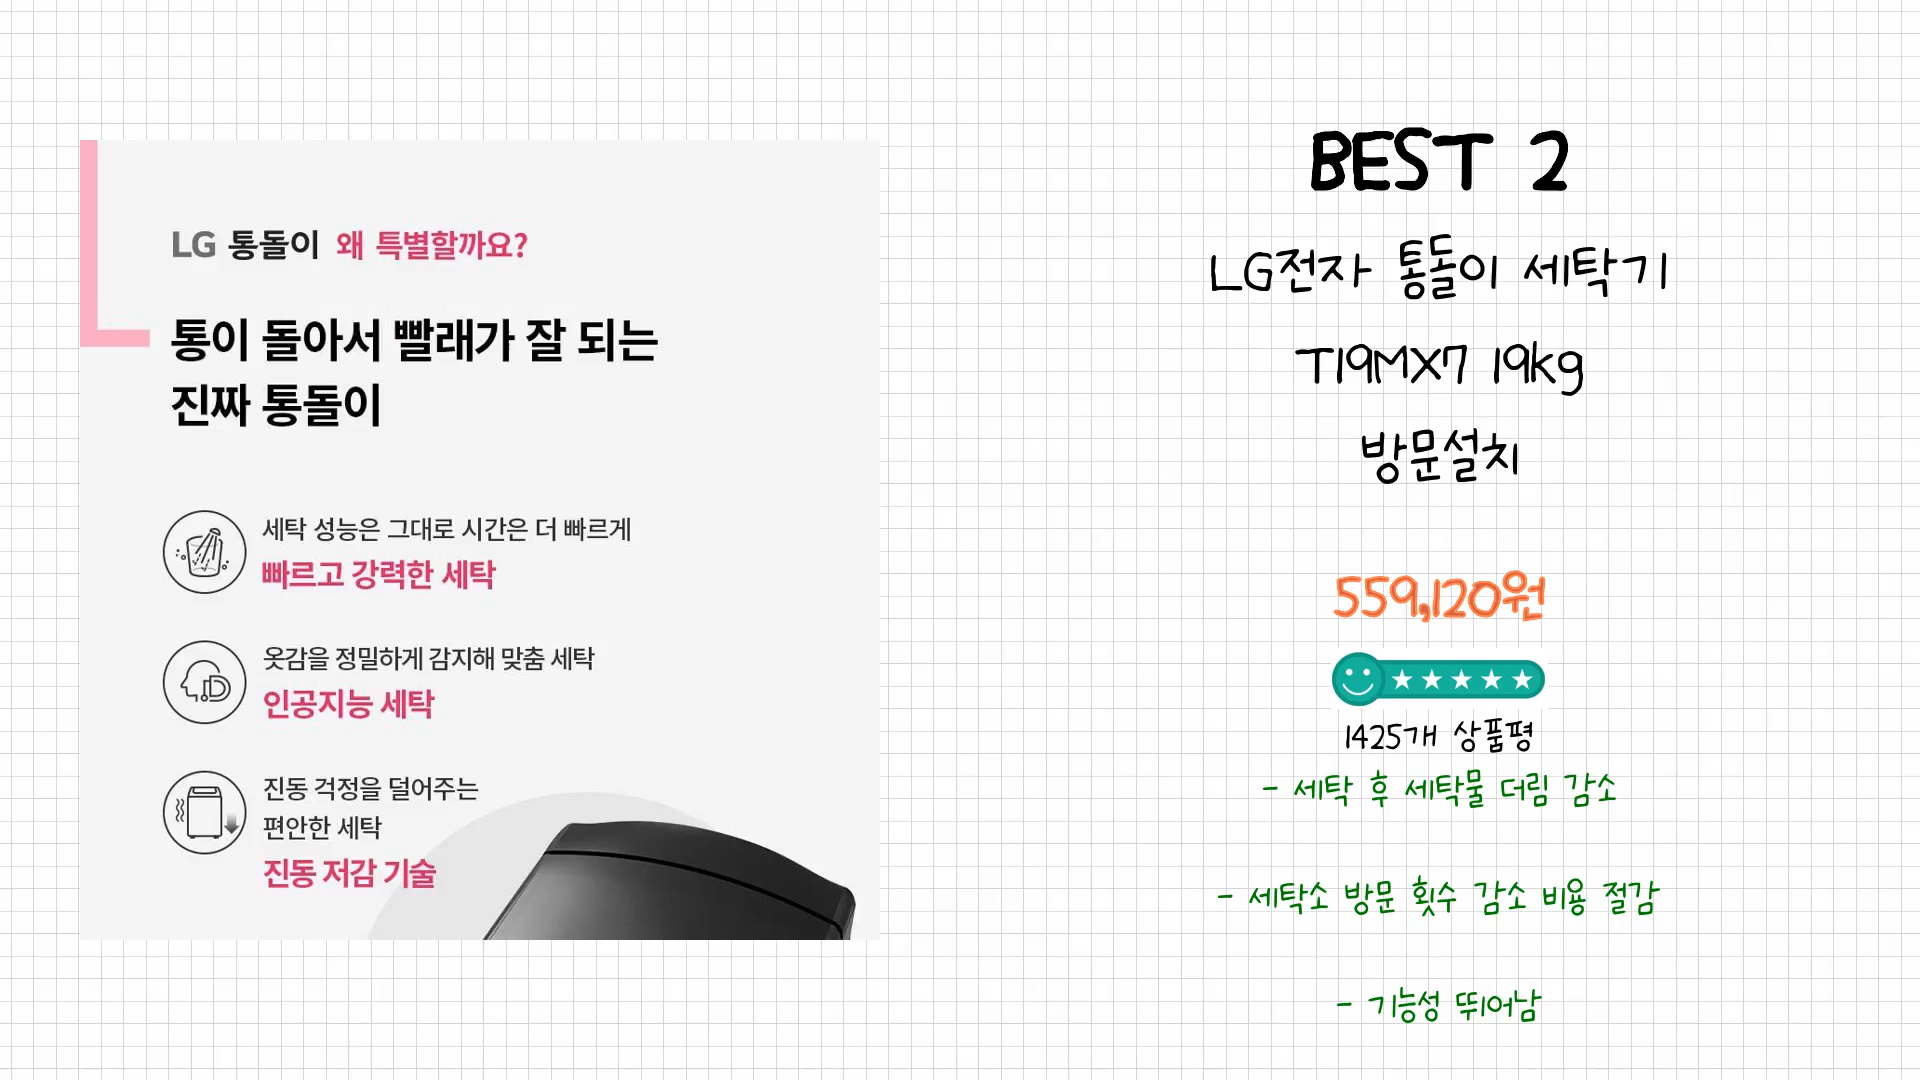 LG 통돌이 왜 특별할까요?
통이 돌아서 빨래가 잘 되는
진짜 통돌이
세탁 성능은 그대로 시간은 더 빠르게
빠르고 강력한 세탁
옷감을 정밀하게 감지해 맞춤 세탁
인공지능 세탁
진동 걱정을 덜어주는
편안한 세탁
진동 저감 기술
BEST 2
LG전자 통돌이 세탁기
T19MX7 19kg
방문설치
559,120원
1425개 상품평
- 세탁 후 세탁물 더림 감소
- 세탁소 방문 횟수 감소 비용 절감
- 기능성 뛰어남